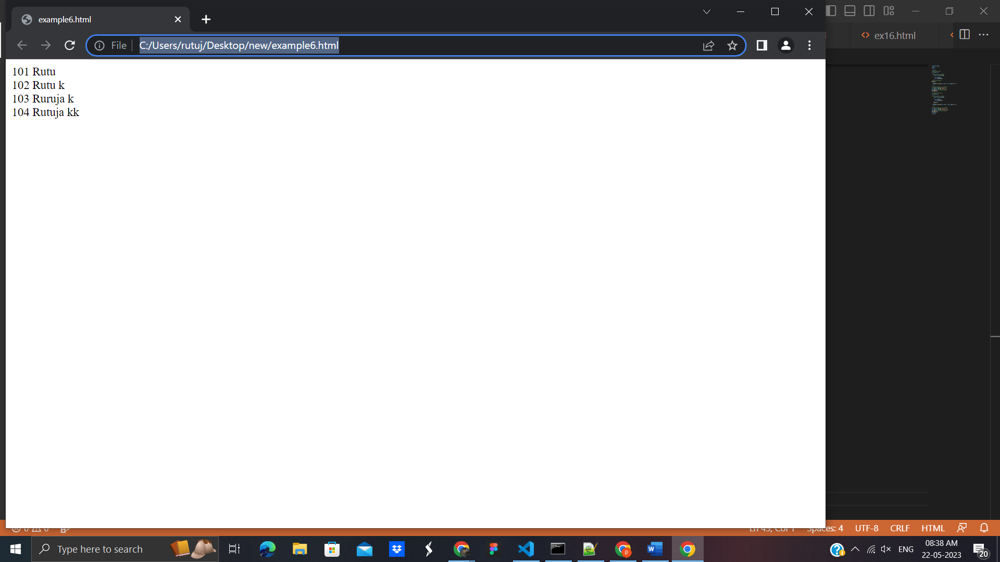 example6.html
ex16.html
File
C:/Users/rutuj/Desktop/new/example6.html
101 Rutu
102 Rutu k
103 Ruruja k
104 Rutuja kk
Spaces: 4
UTF-8
CRLF
HTML
Type here to search
ENG
08:38 AM
22-05-2023
20